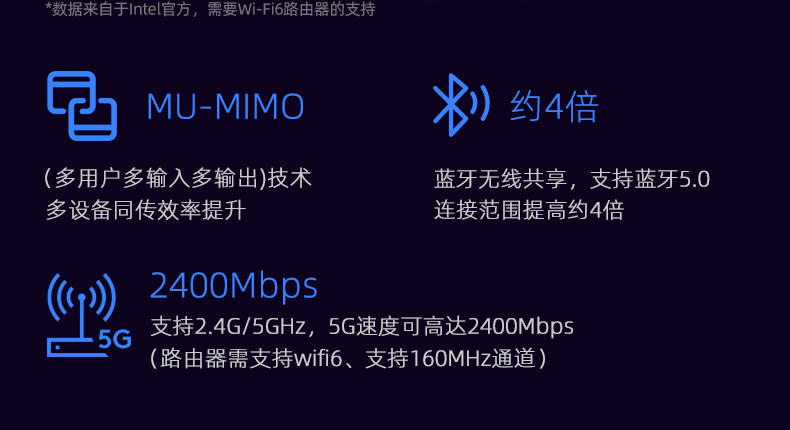 *数据来自于Intel官方，需要Wi-Fi6路由器的支持
MU-MIMO
(多用户多输入多输出)技术
多设备同传效率提升
约4倍
蓝牙无线共享，支持蓝牙5.0
连接范围提高约4倍
5G
2400Mbps
支持2.4G/5GHz，5G速度可高达2400Mbps
（路由器需支持wifi6、支持160MHz通道）